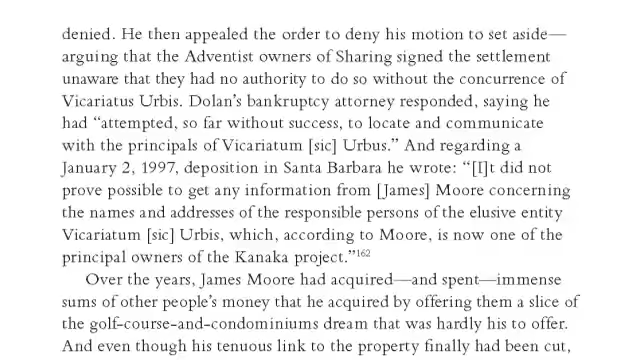 denied. He then appealed the order to deny his motion to set aside—
arguing that the Adventist owners of Sharing signed the settlement
unaware that they had no authority to do so without the concurrence of
Vicariatus Urbis. Dolan’s bankruptcy attorney responded, saying he
had “attempted, so far without success, to locate and communicate
with the principals of Vicariatum [sic] Urbus.” And regarding a
January 2, 1997, deposition in Santa Barbara he wrote: “[I]t did not
prove possible to get any information from [James] Moore concerning
the names and addresses of the responsible persons of the elusive entity
Vicariatum [sic] Urbis, which, according to Moore, is now one of the
principal owners of the Kanaka project.”162
Over the years, James Moore had acquired—and spent—immense
sums of other people’s money that he acquired by offering them a slice of
the golf-course-and-condominiums dream that was hardly his to offer.
And even though his tenuous link to the property finally had been cut,